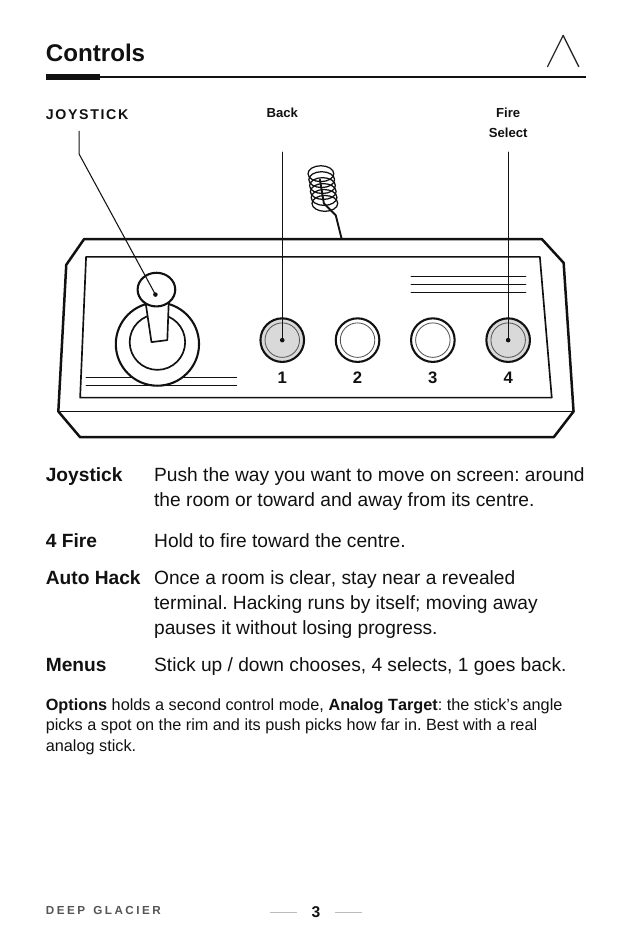 Controls
JOYSTICK
Back
Fire
Select
1
2
3
4
Joystick Push the way you want to move on screen: around
the room or toward and away from its centre.
4 Fire Hold to fire toward the centre.
Auto Hack Once a room is clear, stay near a revealed
terminal. Hacking runs by itself; moving away
pauses it without losing progress.
Menus Stick up / down chooses, 4 selects, 1 goes back.
Options holds a second control mode, Analog Target: the stick’s angle
picks a spot on the rim and its push picks how far in. Best with a real
analog stick.
DEEP GLACIER
3